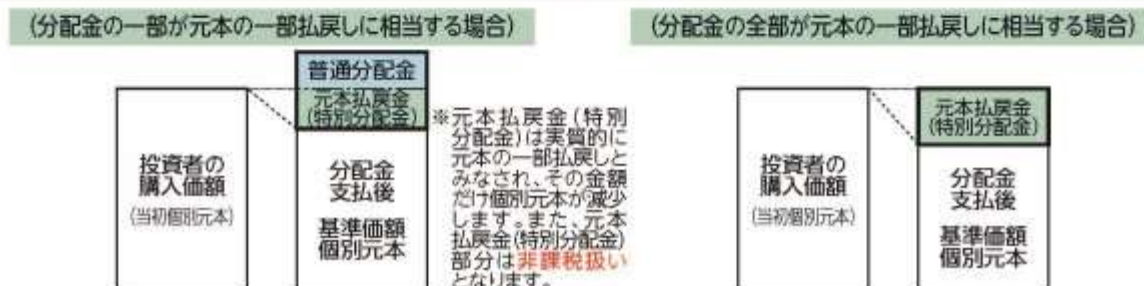 (分配金の一部が元本の一部払戻しに相当する場合)
普通分配金
元本払戻金
(特別分配金)
投資者の
購入価額
(当初個別元本)
分配金
支払後
基準価額
個別元本
※元本払戻金(特別
分配金)は実質的に
元本の一部払戻しと
みなされ、その金額
だけ個別元本が減少
します。また、元本
払戻金(特別分配金)
部分は非課税扱い
となります。
(分配金の全部が元本の一部払戻しに相当する場合)
元本払戻金
(特別分配金)
投資者の
購入価額
(当初個別元本)
分配金
支払後
基準価額
個別元本